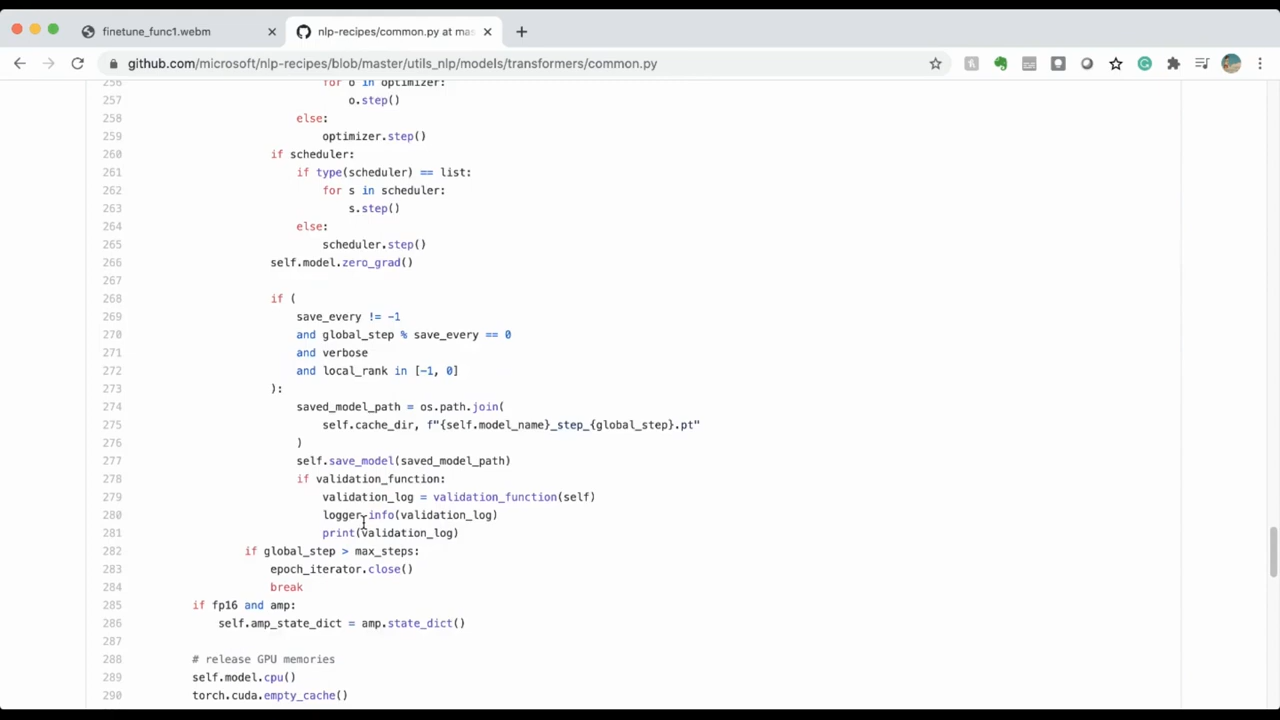 finetune_func1.webm
nlp-recipes/common.py at mas
github.com/microsoft/nlp-recipes/blob/master/utils_nlp/models/transformers/common.py
256 for o in optimizer:
257 o.step()
258 else:
259 optimizer.step()
260 if scheduler:
261 if type(scheduler) == list:
262 for s in scheduler:
263 s.step()
264 else:
265 scheduler.step()
266 self.model.zero_grad()
267
268 if (
269 save_every != -1
270 and global_step % save_every == 0
271 and verbose
272 and local_rank in [-1, 0]
273 ):
274 saved_model_path = os.path.join(
275 self.cache_dir, f"{self.model_name}_step_{global_step}.pt"
276 )
277 self.save_model(saved_model_path)
278 if validation_function:
279 validation_log = validation_function(self)
280 logger.info(validation_log)
281 print(validation_log)
282 if global_step > max_steps:
283 epoch_iterator.close()
284 break
285 if fp16 and amp:
286 self.amp_state_dict = amp.state_dict()
287
288 # release GPU memories
289 self.model.cpu()
290 torch.cuda.empty_cache()